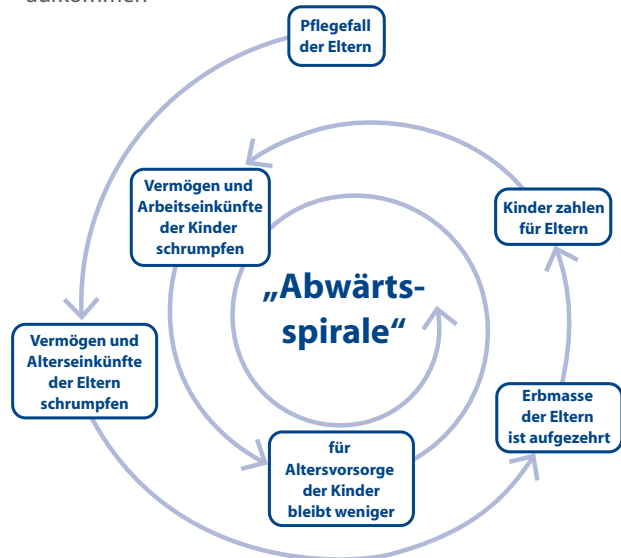 aufkommen
Pflegefall
der Eltern
Vermögen und
Alterseinkünfte
der Eltern
schrumpfen
Erbmasse
der Eltern
ist aufgezehrt
Kinder zahlen
für Eltern
Vermögen und
Arbeitseinkünfte
der Kinder
schrumpfen
für
Altersvorsorge
der Kinder
bleibt weniger
„Abwärts-
spirale“